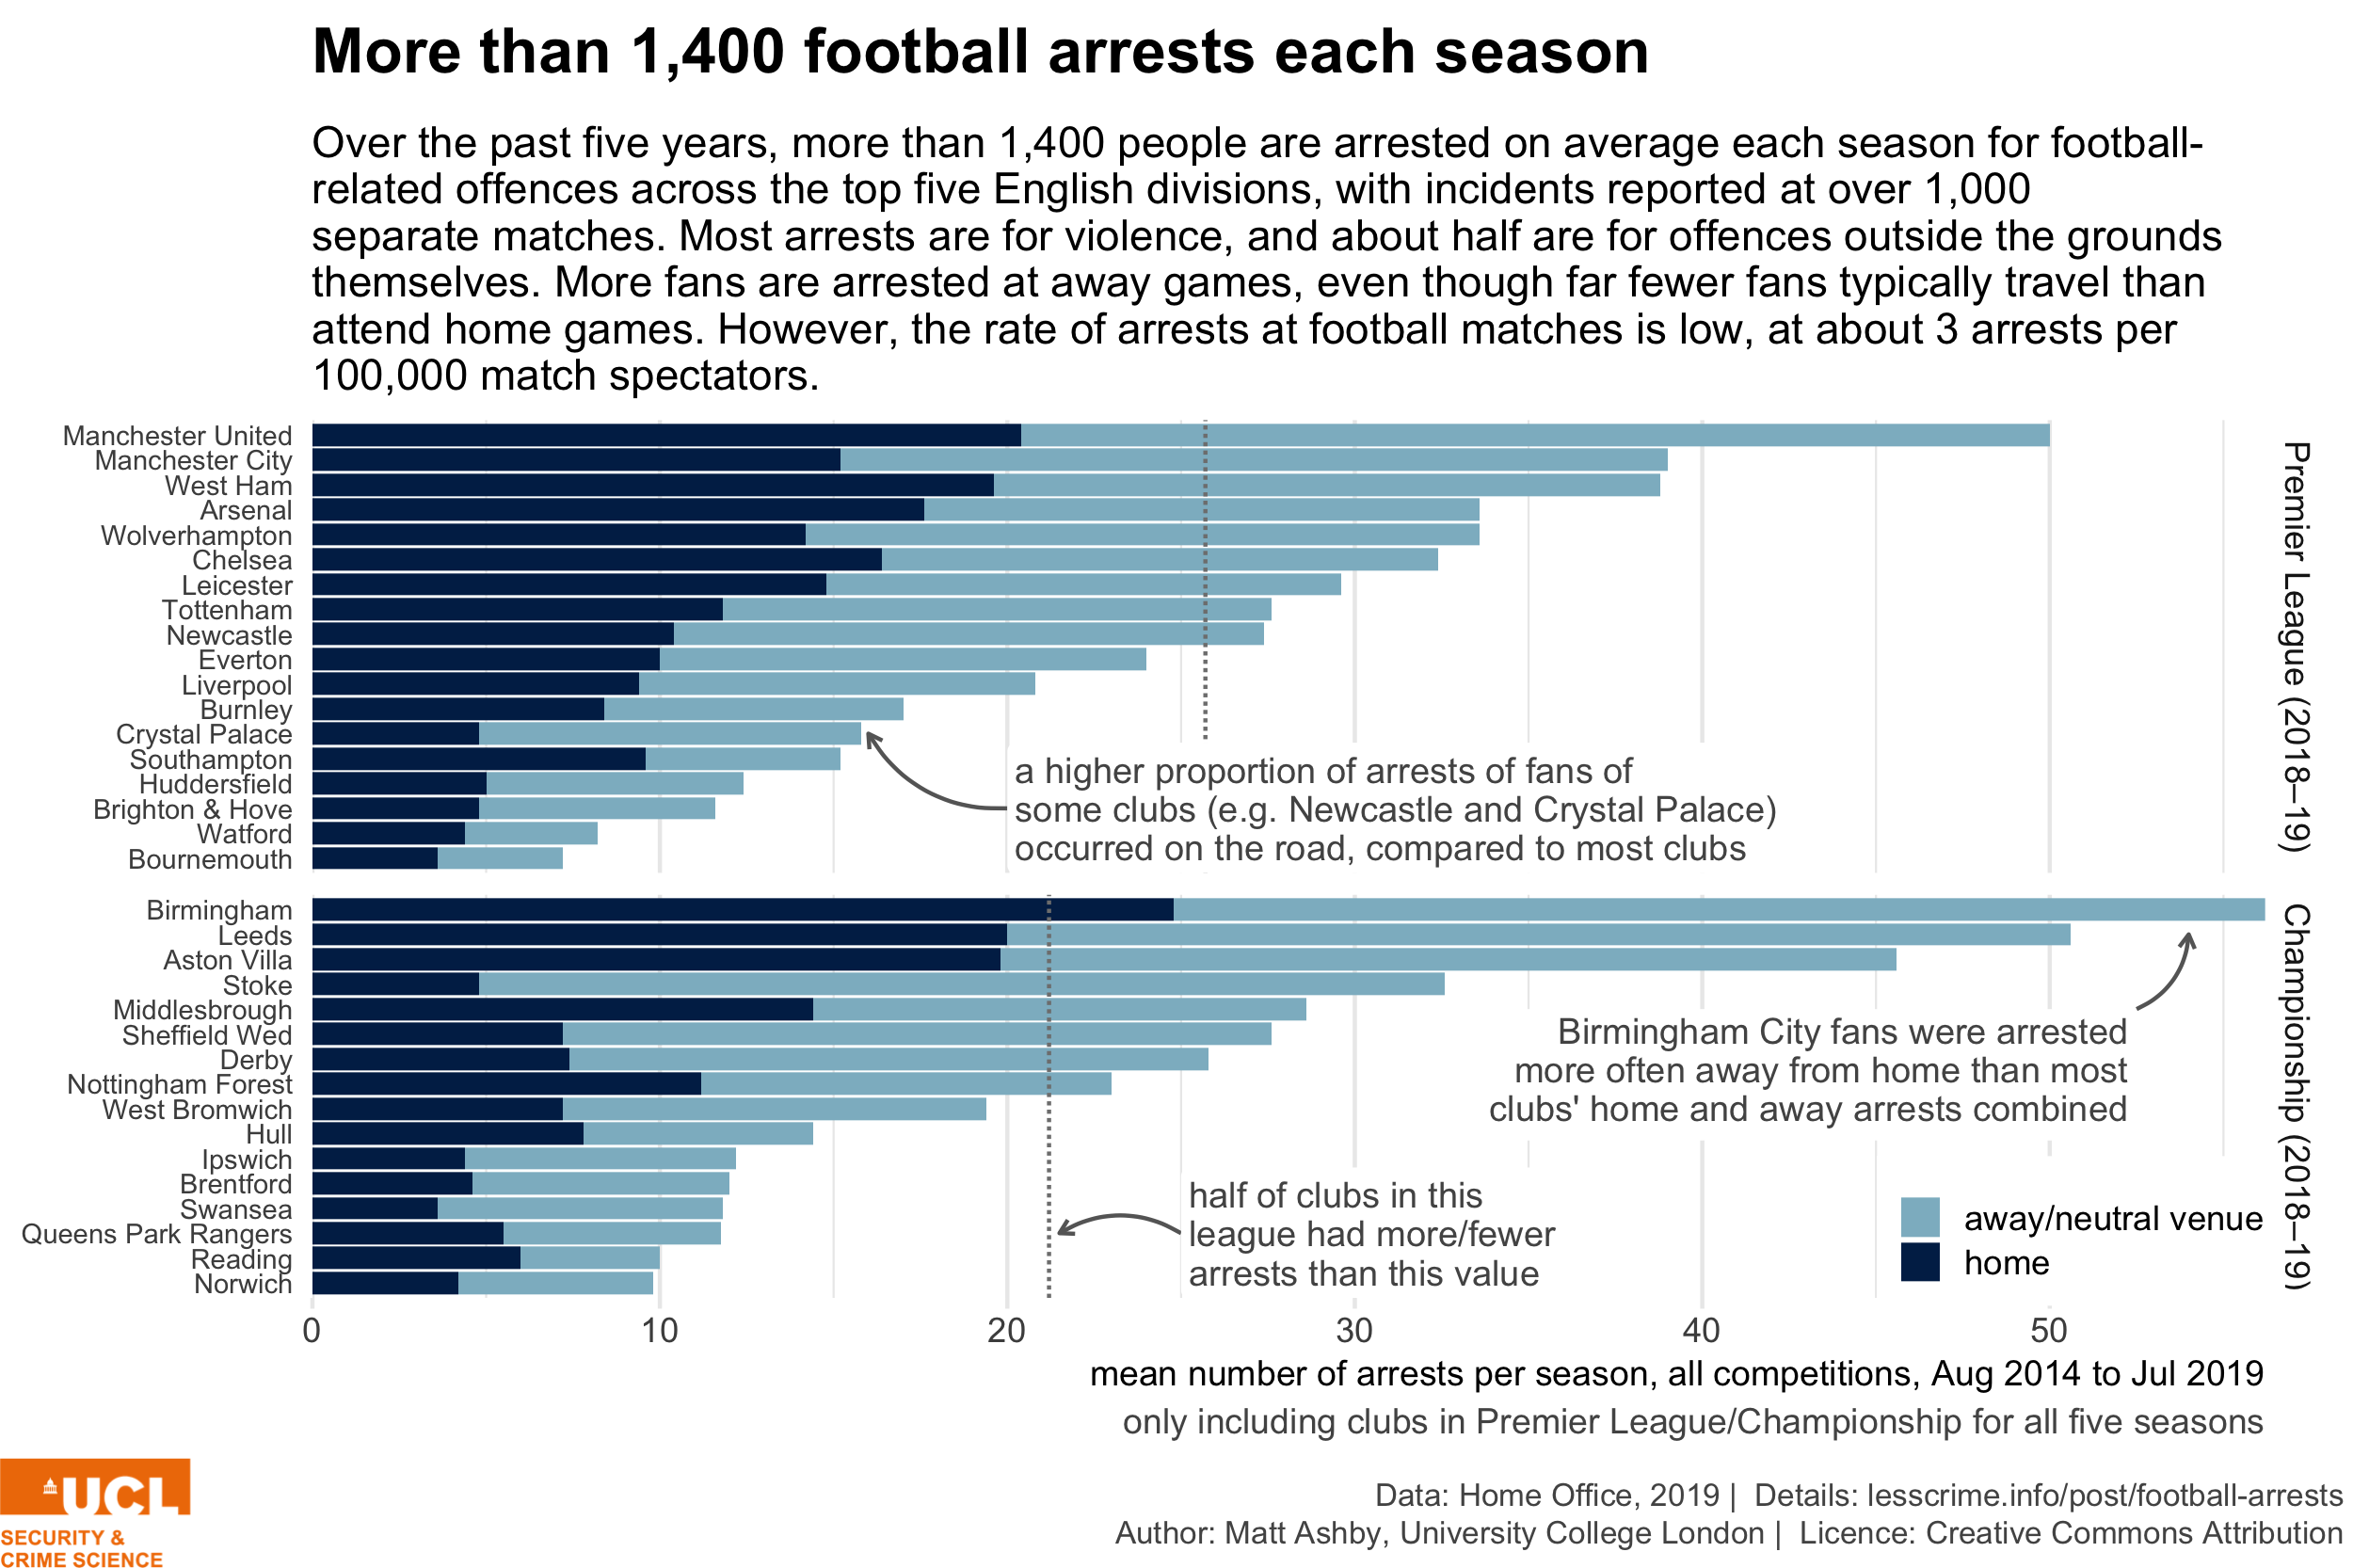 More than 1,400 football arrests each season
Over the past five years, more than 1,400 people are arrested on average each season for football-
related offences across the top five English divisions, with incidents reported at over 1,000
separate matches. Most arrests are for violence, and about half are for offences outside the grounds
themselves. More fans are arrested at away games, even though far fewer fans typically travel than
attend home games. However, the rate of arrests at football matches is low, at about 3 arrests per
100,000 match spectators.
Manchester United
Manchester City
West Ham
Arsenal
Wolverhampton
Chelsea
Leicester
Tottenham
Newcastle
Everton
Liverpool
Burnley
Crystal Palace
Southampton
Huddersfield
Brighton & Hove
Watford
Bournemouth
a higher proportion of arrests of fans of
some clubs (e.g. Newcastle and Crystal Palace)
occurred on the road, compared to most clubs
Premier League (2018–19)
Birmingham
Leeds
Aston Villa
Stoke
Middlesbrough
Sheffield Wed
Derby
Nottingham Forest
West Bromwich
Hull
Ipswich
Brentford
Swansea
Queens Park Rangers
Reading
Norwich
Birmingham City fans were arrested
more often away from home than most
clubs' home and away arrests combined
half of clubs in this
league had more/fewer
arrests than this value
away/neutral venue
home
Championship (2018–19)
0 10 20 30 40 50
mean number of arrests per season, all competitions, Aug 2014 to Jul 2019
only including clubs in Premier League/Championship for all five seasons
UCL
SECURITY &
CRIME SCIENCE
Data: Home Office, 2019 | Details: lesscrime.info/post/football-arrests
Author: Matt Ashby, University College London | Licence: Creative Commons Attribution